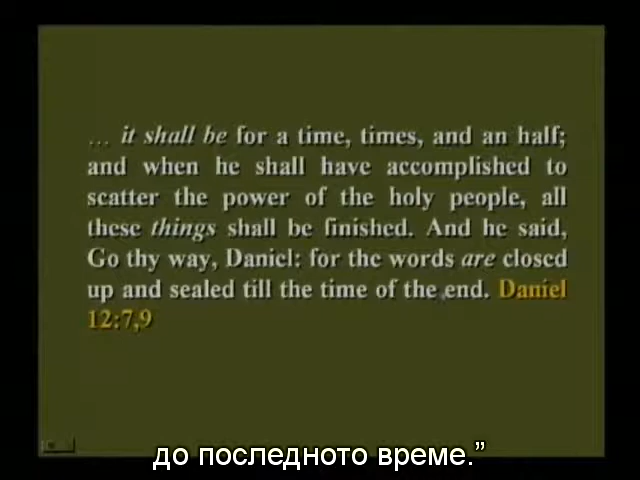 ... it shall be for a time, times, and an half;
and when he shall have accomplished to
scatter the power of the holy people, all
these things shall be finished. And he said,
Go thy way, Daniel: for the words are closed
up and sealed till the time of the end. Daniel
12:7,9
до последното време.”